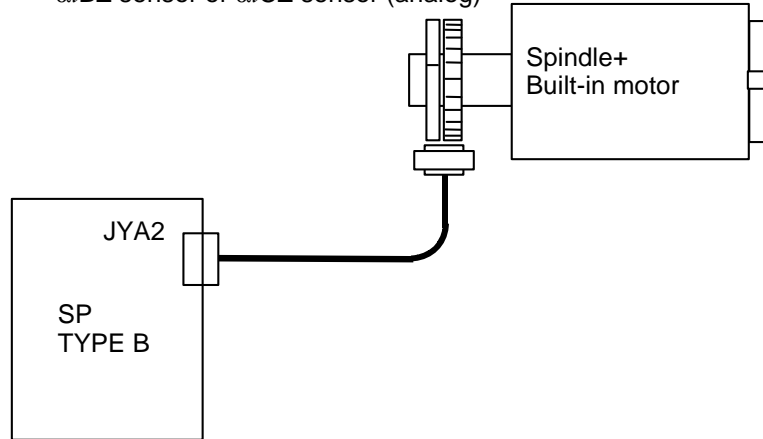 αiBZ sensor or αiCZ sensor (analog)
Spindle+
Built-in motor
JYA2
SP
TYPE B